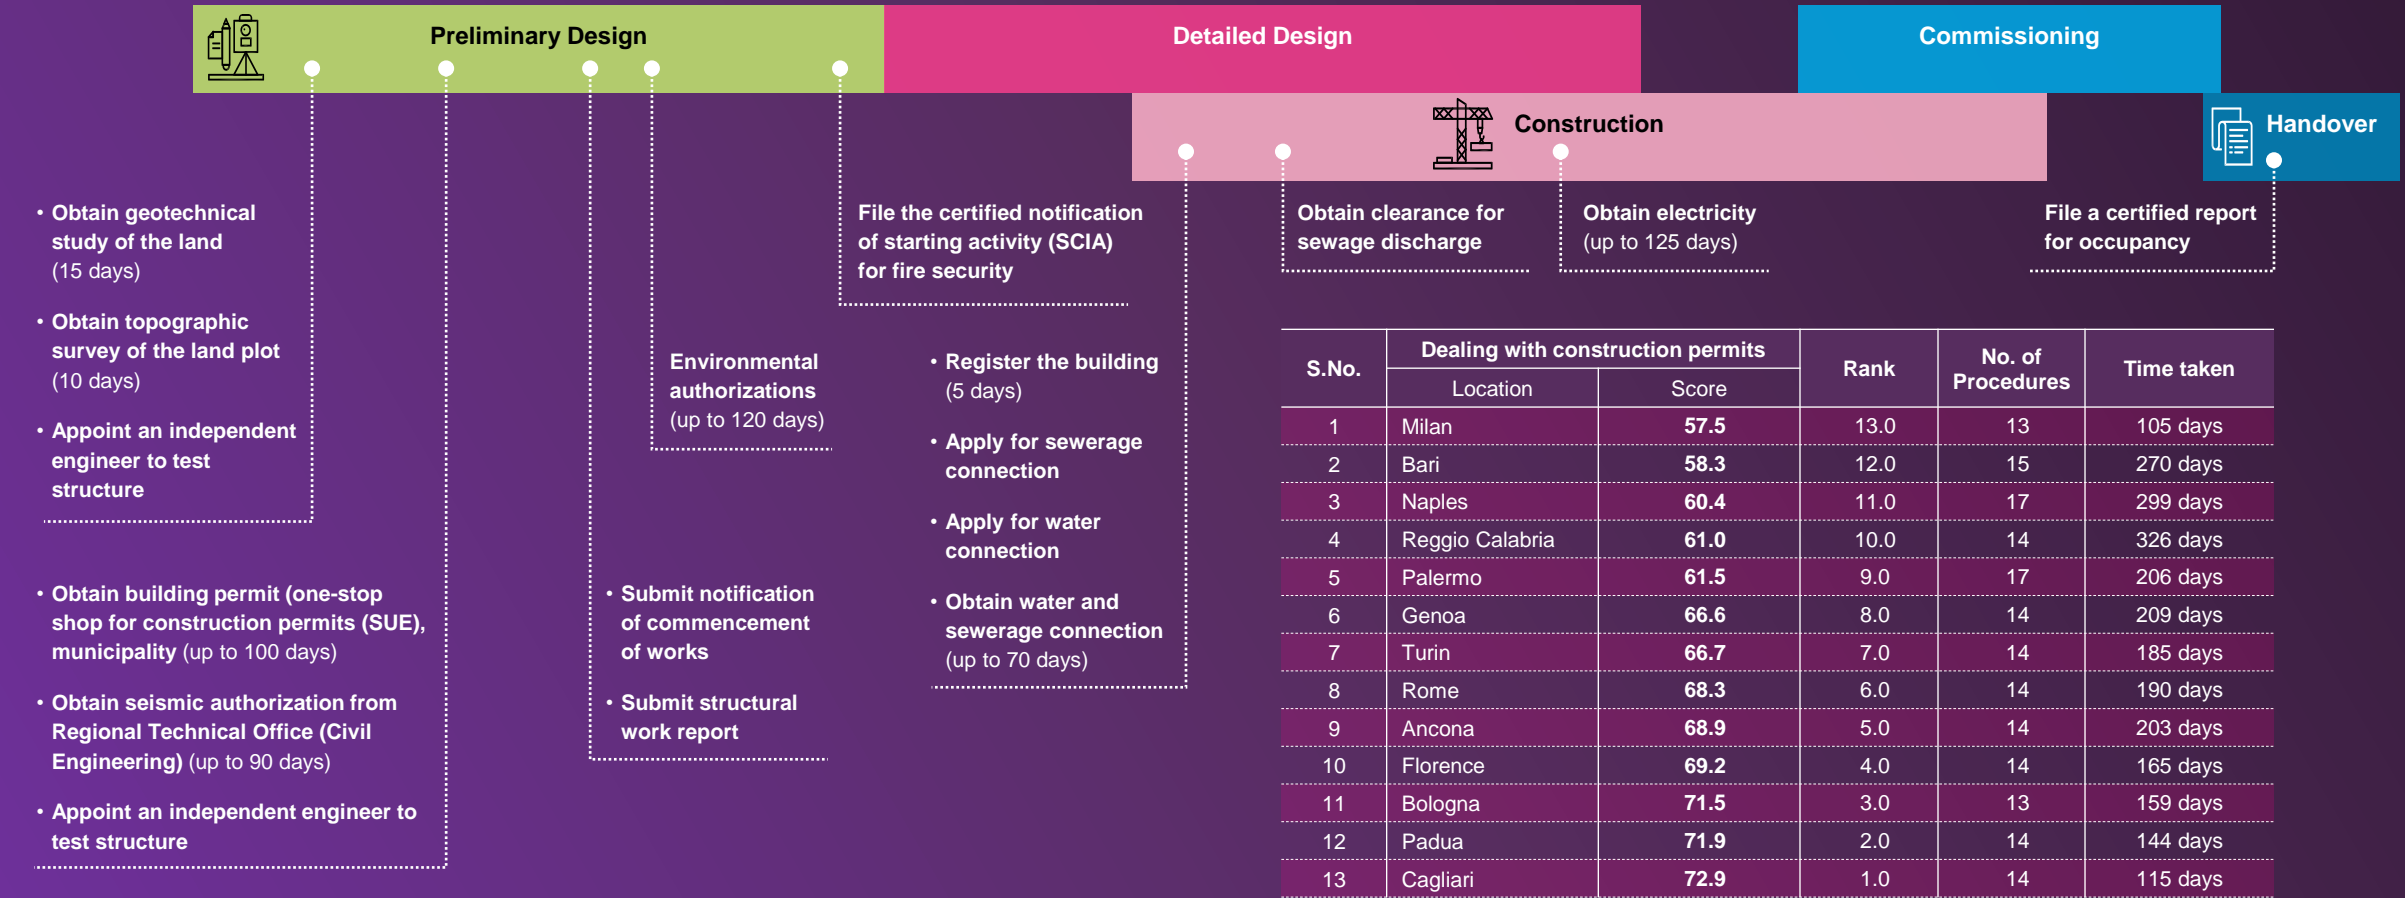 Preliminary Design
Detailed Design
Commissioning
Construction
Handover
• Obtain geotechnical
study of the land
(15 days)
• Obtain topographic
survey of the land plot
(10 days)
• Appoint an independent
engineer to test
structure
• Obtain building permit (one-stop
shop for construction permits (SUE),
municipality (up to 100 days)
• Obtain seismic authorization from
Regional Technical Office (Civil
Engineering) (up to 90 days)
• Appoint an independent engineer to
test structure
• Submit notification
of commencement
of works
• Submit structural
work report
Environmental
authorizations
(up to 120 days)
File the certified notification
of starting activity (SCIA)
for fire security
• Register the building
(5 days)
• Apply for sewerage
connection
• Apply for water
connection
• Obtain water and
sewerage connection
(up to 70 days)
Obtain clearance for
sewage discharge
Obtain electricity
(up to 125 days)
File a certified report
for occupancy
S.No. Dealing with construction permits Rank No. of Procedures Time taken
Location Score
1 Milan 57.5 13.0 13 105 days
2 Bari 58.3 12.0 15 270 days
3 Naples 60.4 11.0 17 299 days
4 Reggio Calabria 61.0 10.0 14 326 days
5 Palermo 61.5 9.0 17 206 days
6 Genoa 66.6 8.0 14 209 days
7 Turin 66.7 7.0 14 185 days
8 Rome 68.3 6.0 14 190 days
9 Ancona 68.9 5.0 14 203 days
10 Florence 69.2 4.0 14 165 days
11 Bologna 71.5 3.0 13 159 days
12 Padua 71.9 2.0 14 144 days
13 Cagliari 72.9 1.0 14 115 days